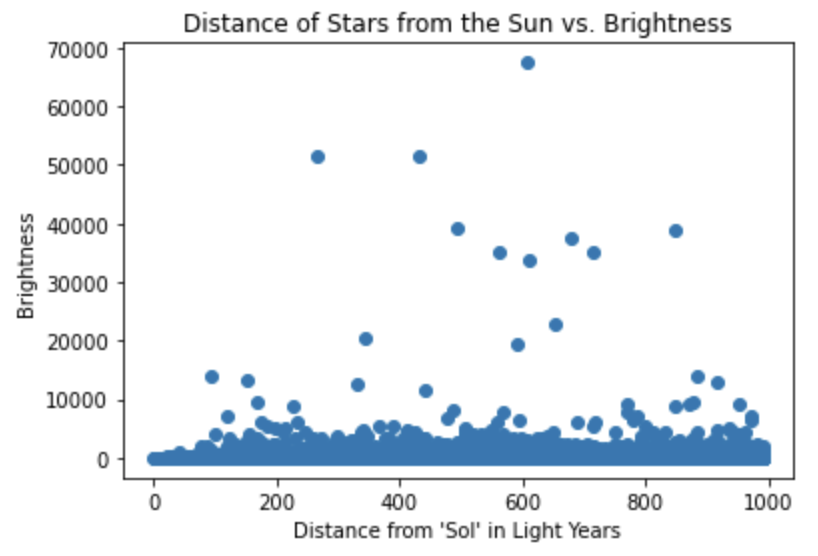 Distance of Stars from the Sun vs. Brightness
70000
60000
50000
40000
30000
20000
10000
0
Brightness
0 200 400 600 800 1000
Distance from 'Sol' in Light Years